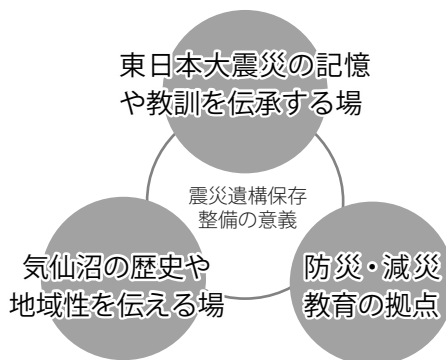 東日本大震災の記憶
や教訓を伝承する場
震災遺構保存
整備の意義
気仙沼の歴史や
地域性を伝える場
防災・減災
教育の拠点